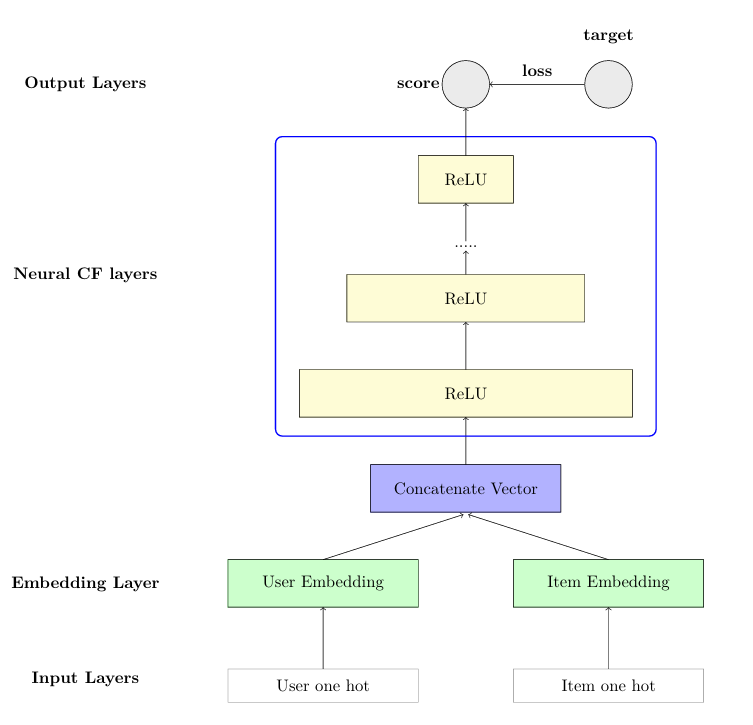 target
Output Layers
score
loss
ReLU
.....
Neural CF layers
ReLU
ReLU
Concatenate Vector
Embedding Layer
User Embedding
Item Embedding
Input Layers
User one hot
Item one hot